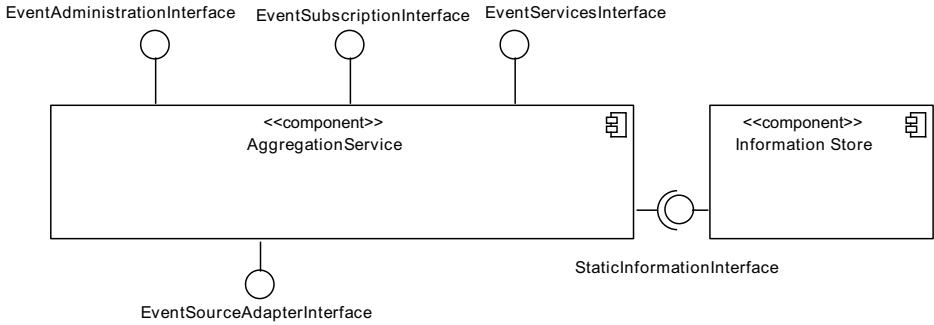 EventAdministrationInterface
EventSubscriptionInterface
EventServicesInterface
<<component>>
AggregationService
<<component>>
Information Store
StaticInformationInterface
EventSourceAdapterInterface